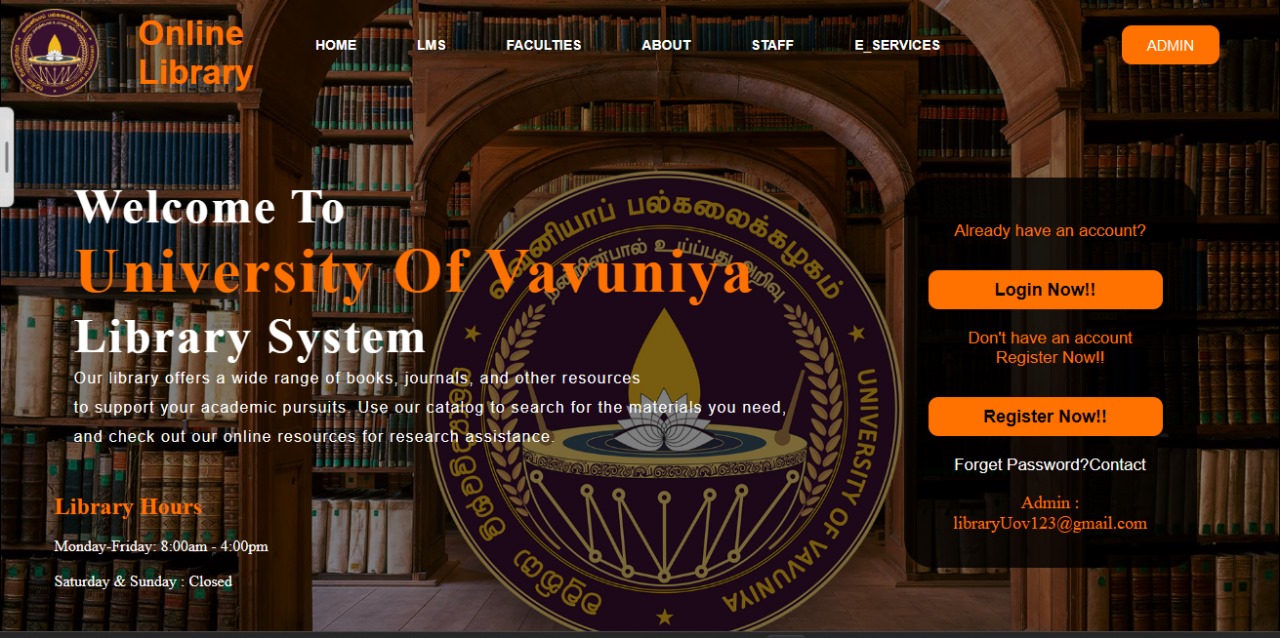 Online
Library
HOME LMS FACULTIES ABOUT STAFF E_SERVICES
ADMIN
Welcome To
University Of Vavuniya
Library System
Our library offers a wide range of books, journals, and other resources
to support your academic pursuits. Use our catalog to search for the materials you need,
and check out our online resources for research assistance.
Library Hours
Monday-Friday: 8:00am - 4:00pm
Saturday & Sunday : Closed
பல்கலைக்கழகம்
UNIVERSITY OF VAVUNIYA
Already have an account?
Login Now!!
Don't have an account
Register Now!!
Register Now!!
Forget Password?Contact
Admin :
libraryUov123@gmail.com